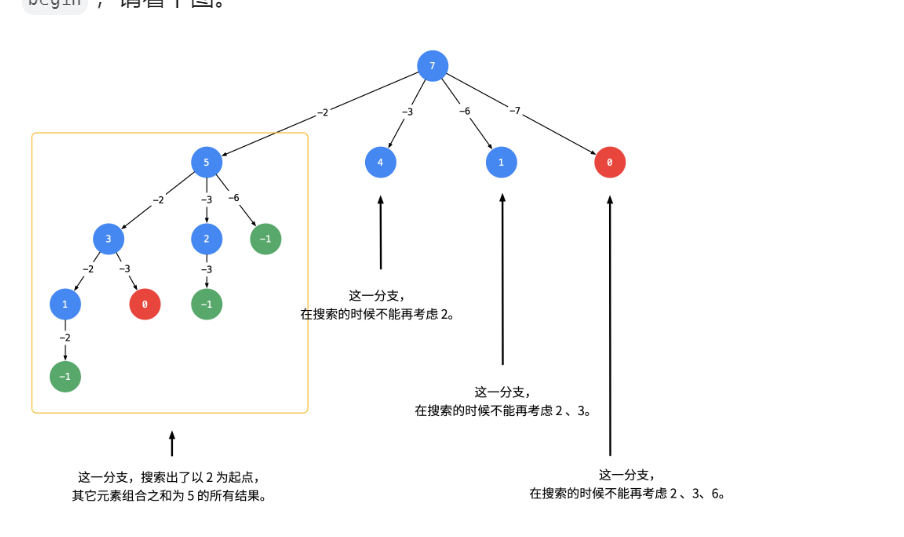 begin ，请看下图。
7
-2
-3
-6
-7
5
4
1
0
-2
-3
-6
3
2
-1
-2
-3
-3
1
0
-1
-2
-1
这一分支，
在搜索的时候不能再考虑 2。
这一分支，
在搜索的时候不能再考虑 2 、3。
这一分支，搜索出了以 2 为起点，
其它元素组合之和为 5 的所有结果。
这一分支，
在搜索的时候不能再考虑 2 、3、6。